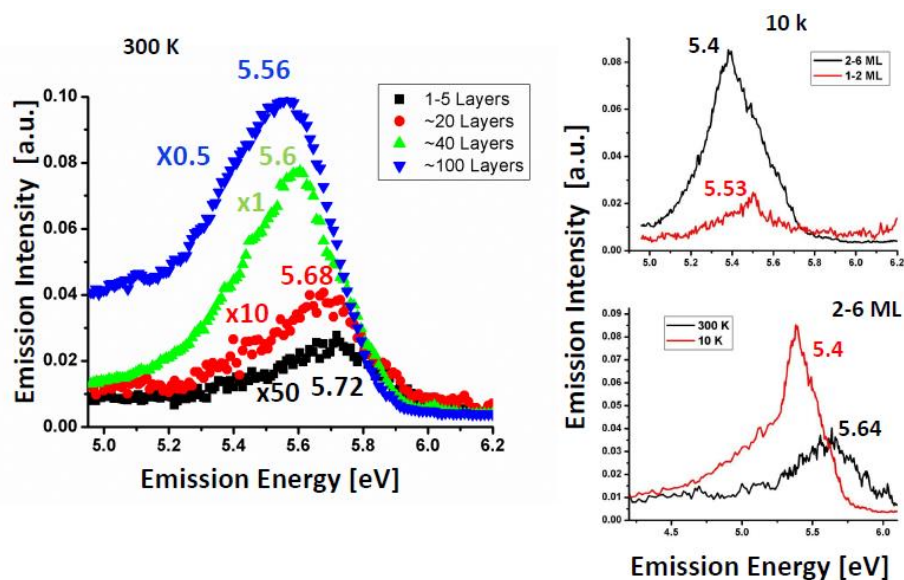 300 K
5.56
X0.5
5.6
x1
5.68
x10
x50
5.72
1-5 Layers
~20 Layers
~40 Layers
~100 Layers
Emission Intensity [a.u.]
0.10
0.08
0.06
0.04
0.02
0.00
5.0 5.2 5.4 5.6 5.8 6.0 6.2
Emission Energy [eV]
10 k
5.4
5.53
2-6 ML
1-2 ML
0.08
0.06
0.04
0.02
0.00
5.0 5.2 5.4 5.6 5.8 6.0 6.2
Emission Intensity [a.u.]
2-6 ML
300 K
10 K
5.4
5.64
0.09
0.08
0.07
0.06
0.05
0.04
0.03
0.02
0.01
0.00
4.5 5.0 5.5 6.0
Emission Energy [eV]